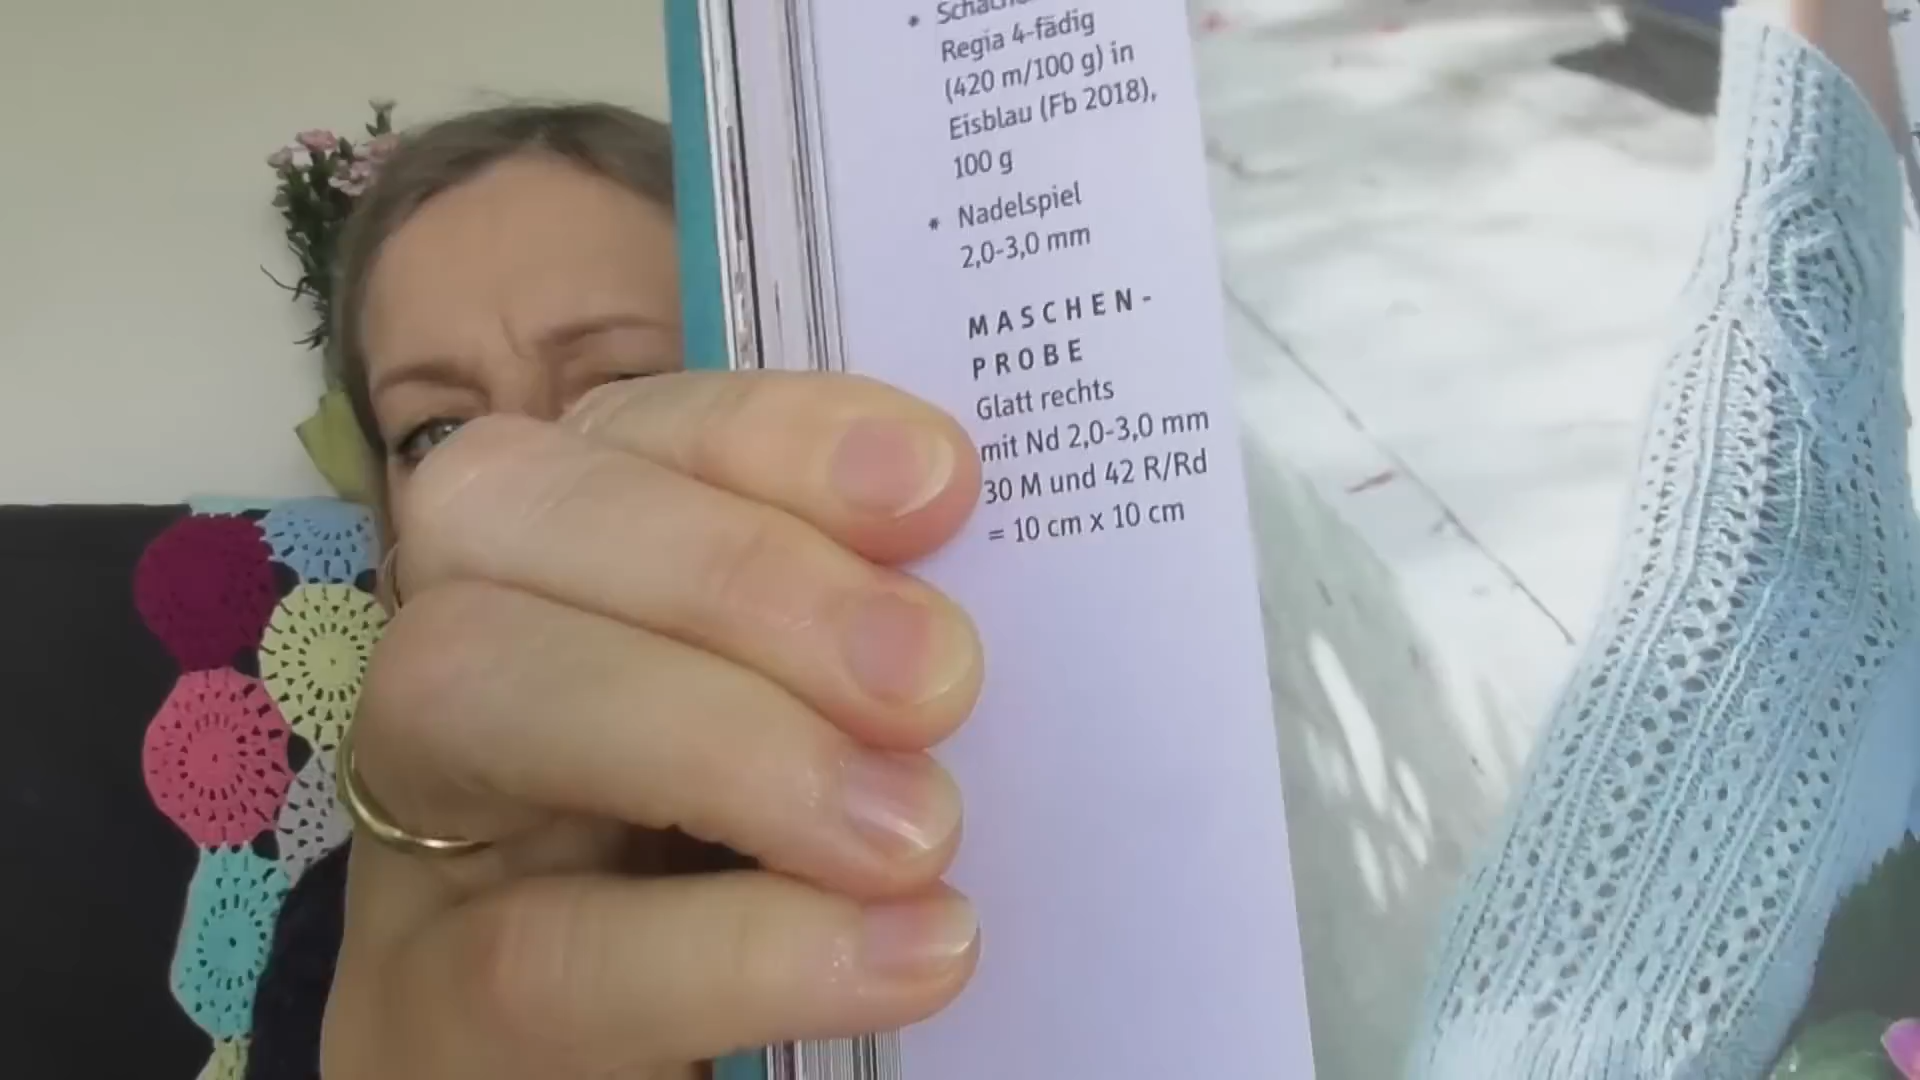 *
Regia 4-fädig
(420 m/100 g) in
Eisblau (Fb 2018),
100 g
* Nadelspiel
2,0-3,0 mm
MASCHEN-
PROBE
Glatt rechts
mit Nd 2,0-3,0 mm
30 M und 42 R/Rd
= 10 cm x 10 cm